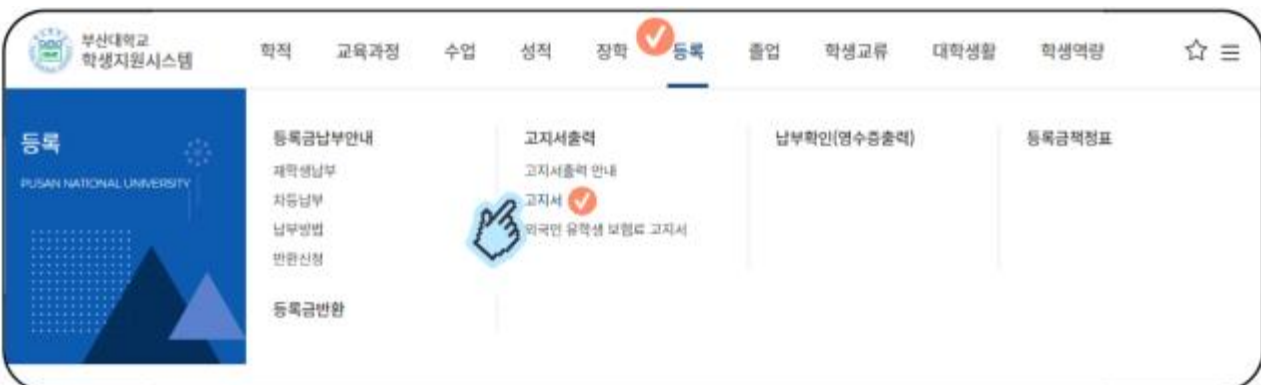 부산대학교
학생지원시스템
학적 교육과정 수업 성적 장학 등록 졸업 학생교류 대학생활 학생역량
등록
PUSAN NATIONAL UNIVERSITY
등록금납부안내
재학생납부
차등납부
납부방법
반환신청
등록금반환
고지서출력
고지서출력 안내
고지서
외국인 유학생 보험료 고지서
납부확인(영수증출력)
등록금책정표